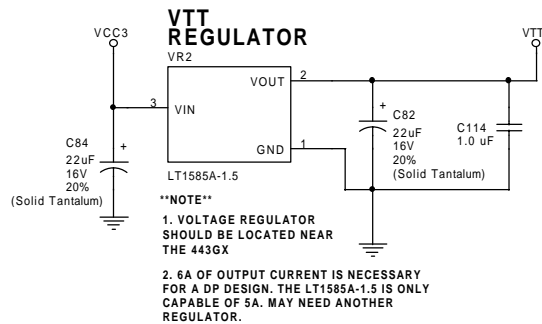 VTT
REGULATOR
VCC3
VTT
VR2
VOUT
2
3
VIN
GND
1
LT1585A-1.5
C84
+
22uF
16V
20%
(Solid Tantalum)
+
C82
22uF
16V
20%
(Solid Tantalum)
C114
1.0 uF
**NOTE**
1. VOLTAGE REGULATOR
SHOULD BE LOCATED NEAR
THE 443GX
2. 6A OF OUTPUT CURRENT IS NECESSARY
FOR A DP DESIGN. THE LT1585A-1.5 IS ONLY
CAPABLE OF 5A. MAY NEED ANOTHER
REGULATOR.